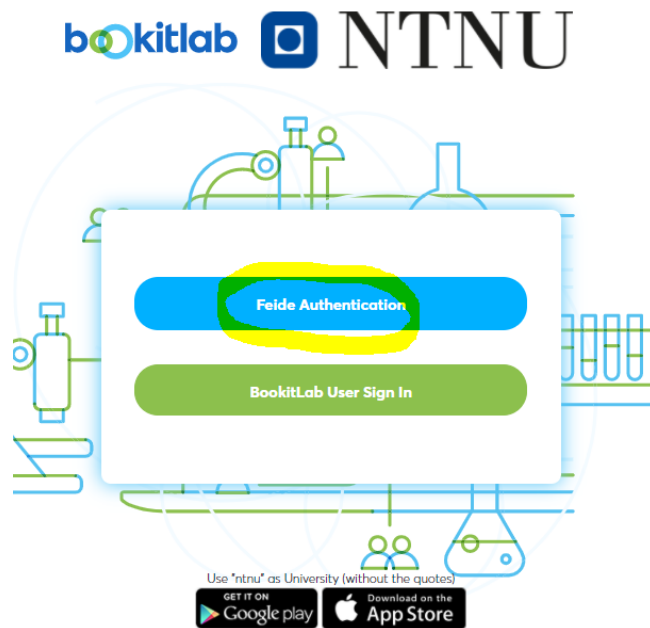 bookitlab NTNU
Feide Authentication
BookitLab User Sign In
Use "ntnu" as University (without the quotes)
GET IT ON
Google play
Download on the
App Store